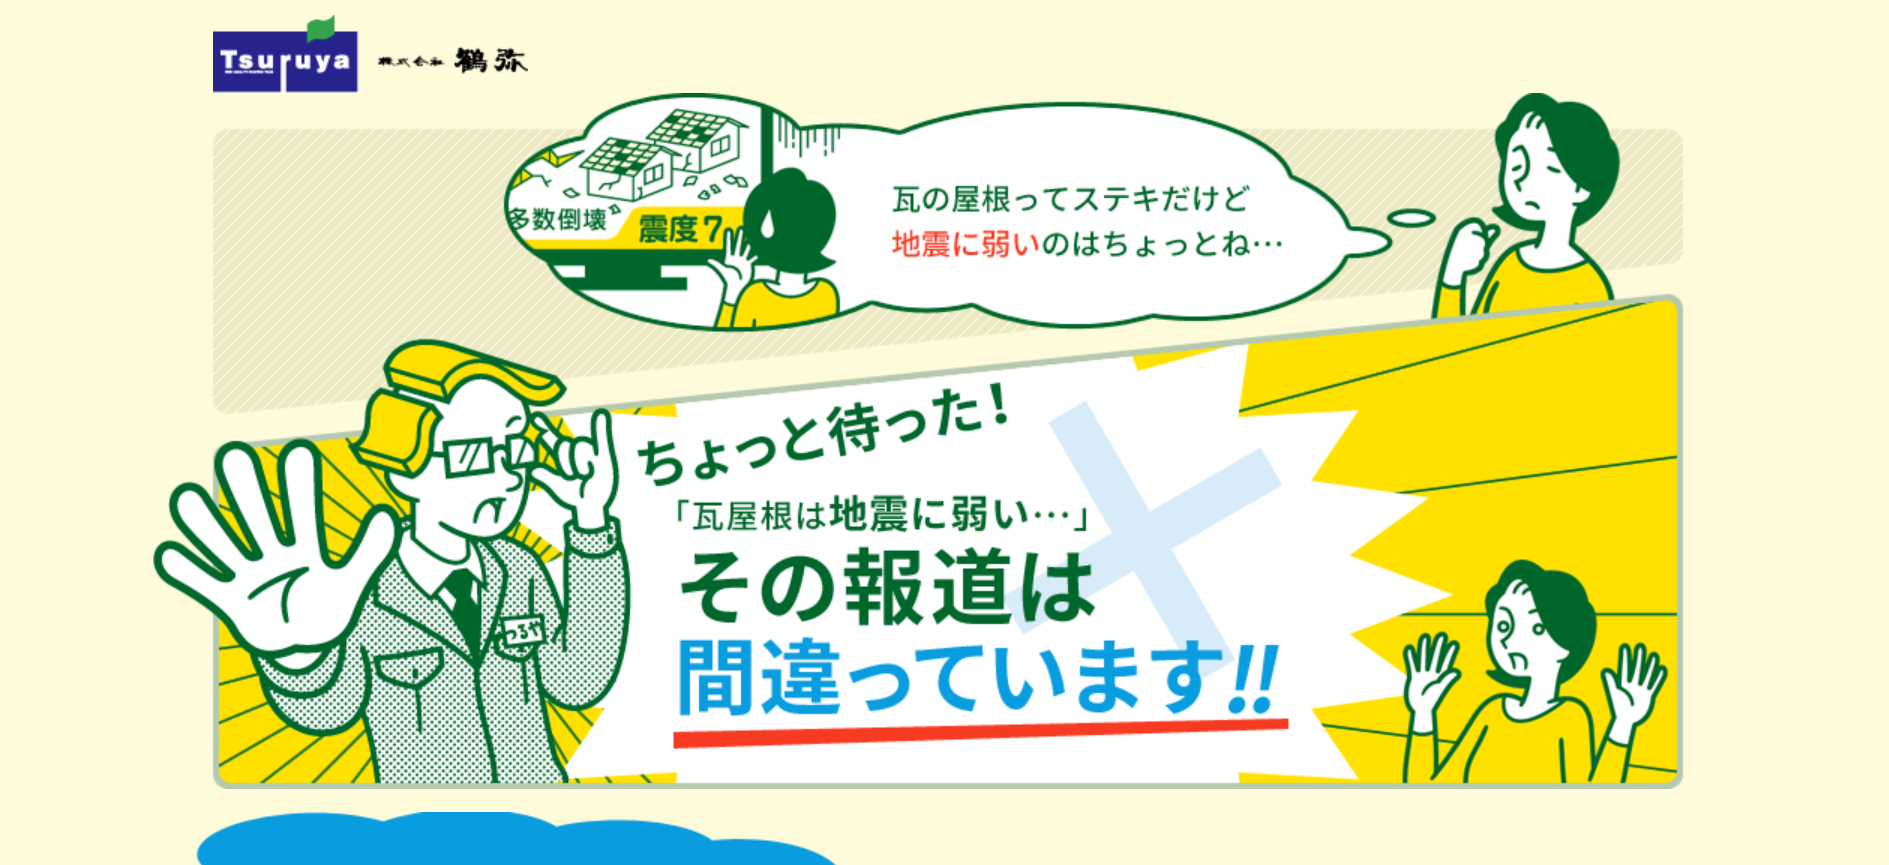 Tsuruya
株式会社 鶴弥
多数倒壊
震度7
瓦の屋根ってステキだけど
地震に弱いのはちょっとね…
ちょっと待った!
「瓦屋根は地震に弱い…」
その報道は
間違っています!!
つるや